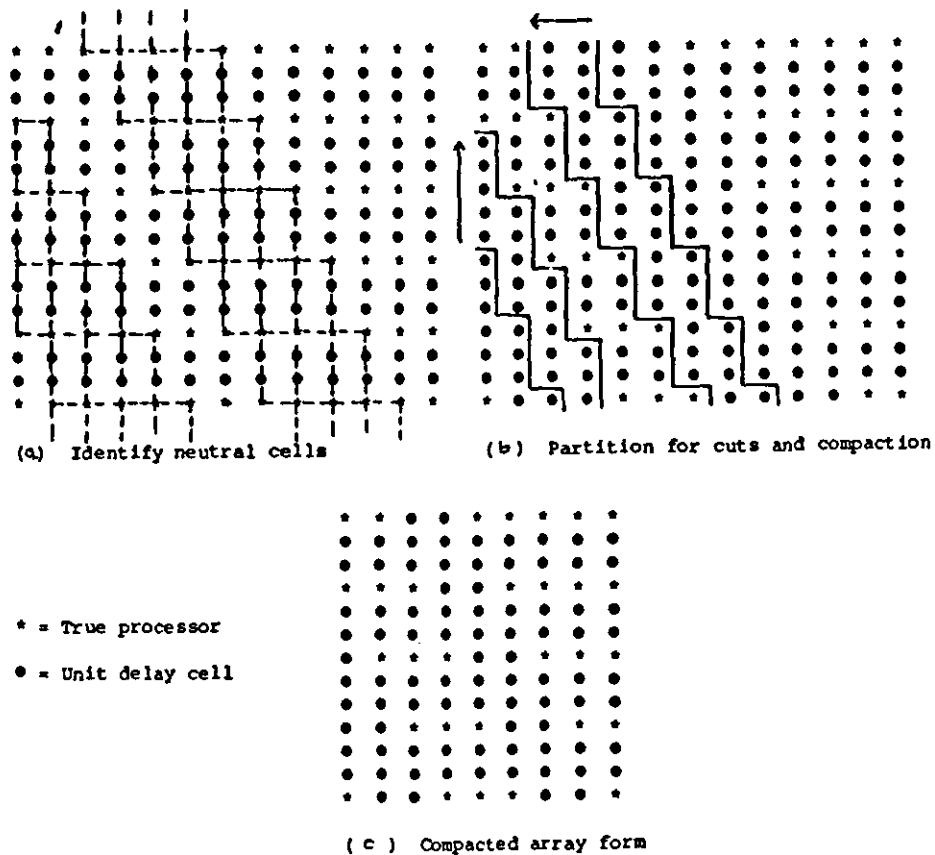 (a) Identify neutral cells
(b) Partition for cuts and compaction
* = True processor
● = Unit delay cell
(c) Compacted array form